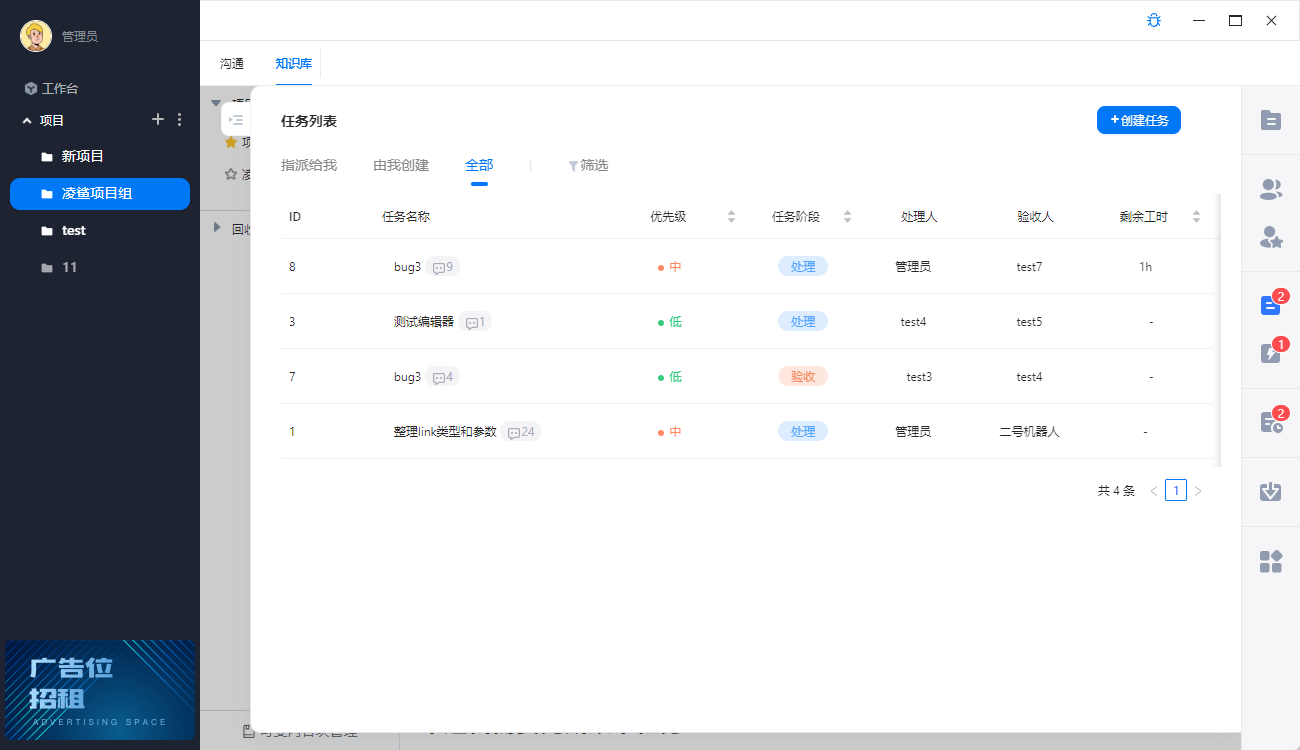 管理员
工作台
项目
新项目
凌鲨项目组
test
11
广告位
招租
ADVERTISING SPACE
沟通
知识库
任务列表
+创建任务
指派给我 由我创建 全部 筛选
ID 任务名称 优先级 任务阶段 处理人 验收人 剩余工时
8 bug3 9 中 处理 管理员 test7 1h
3 测试编辑器 1 低 处理 test4 test5 -
7 bug3 4 低 验收 test3 test4 -
1 整理link类型和参数 24 中 处理 管理员 二号机器人 -
共 4 条 < 1 >
2
1
2
回收